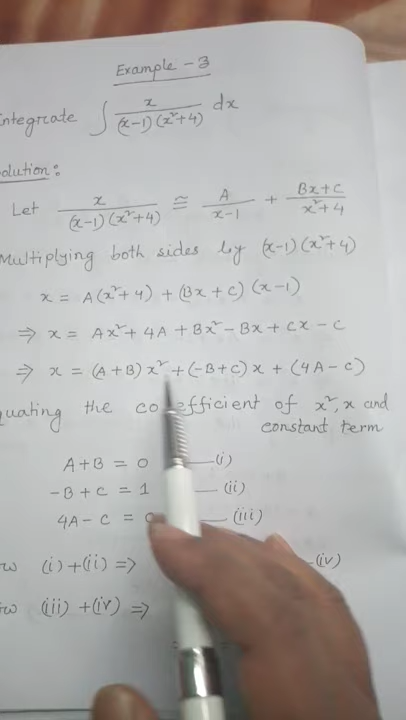 Example - 3
integrate ∫ x/((x-1)(x²+4)) dx
olution:
Let x/((x-1)(x²+4)) ≅ A/(x-1) + (Bx+C)/(x²+4)
Multiplying both sides by (x-1)(x²+4)
x = A(x²+4) + (Bx+C)(x-1)
⇒ x = Ax²+4A+Bx²-Bx+Cx-C
⇒ x = (A+B)x²+(-B+C)x+(4A-C)
quating the coefficient of x², x and
constant term
A+B = 0 —(i)
-B+C = 1 —(ii)
4A-C = 0 —(iii)
w (i)+(ii) ⇒ —(iv)
w (iii)+(iv) ⇒